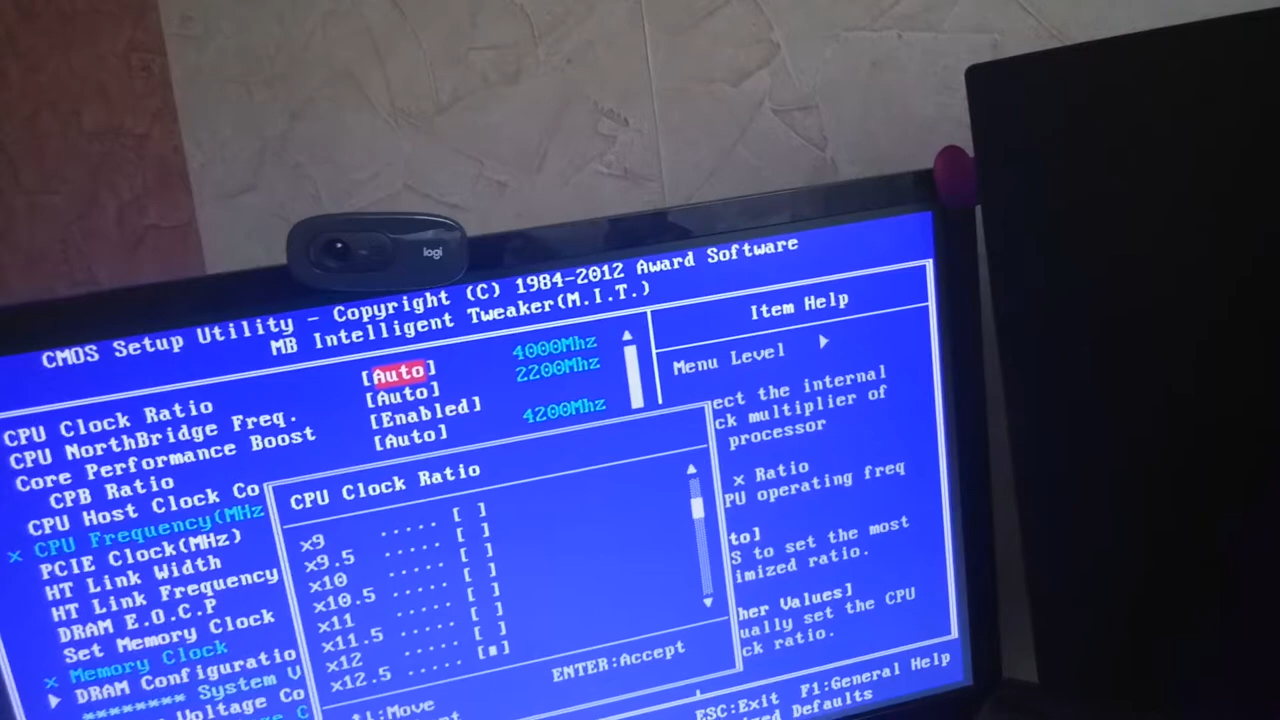 logi
CMOS Setup Utility - Copyright (C) 1984-2012 Award Software
MB Intelligent Tweaker(M.I.T.)
CPU Clock Ratio [Auto] 4000Mhz
CPU NorthBridge Freq. [Auto] 2200Mhz
Core Performance Boost [Enabled]
CPB Ratio [Auto] 4200Mhz
CPU Host Clock Co
x CPU Frequency(MHz
PCIE Clock(MHz)
HT Link Width
HT Link Frequency
DRAM E.O.C.P
Set Memory Clock
x Memory Clock
DRAM Configuratio
******** System V
Voltage Co
CPU Clock Ratio
x9 ..... [ ]
x9.5 ..... [ ]
x10 ..... [ ]
x10.5 ..... [ ]
x11 ..... [ ]
x11.5 ..... [ ]
x12 ..... [ ]
x12.5 ..... [■]
↑↓:Move ENTER:Accept
Item Help
Menu Level ▶
ect the internal
ck multiplier of
processor
x Ratio
PU operating freq
to]
S to set the most
imized ratio.
her Values]
ually set the CPU
ck ratio.
ESC:Exit F1:General Help
zed Defaults